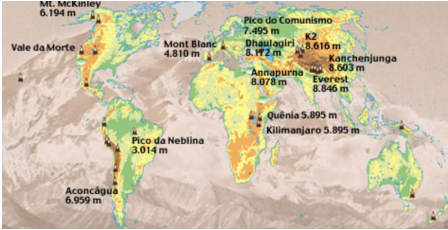 Mt. McKinley
6.194 m
Pico do Comunismo
7.495 m
K2
8.616 m
Dhaulagiri
8.172 m
Mont Blanc
4.810 m
Vale da Morte
Kanchenjunga
8.603 m
Annapurna
8.078 m
Everest
8.846 m
Quênia 5.895 m
Kilimanjaro 5.895 m
Pico da Neblina
3.014 m
Aconcágua
6.959 m